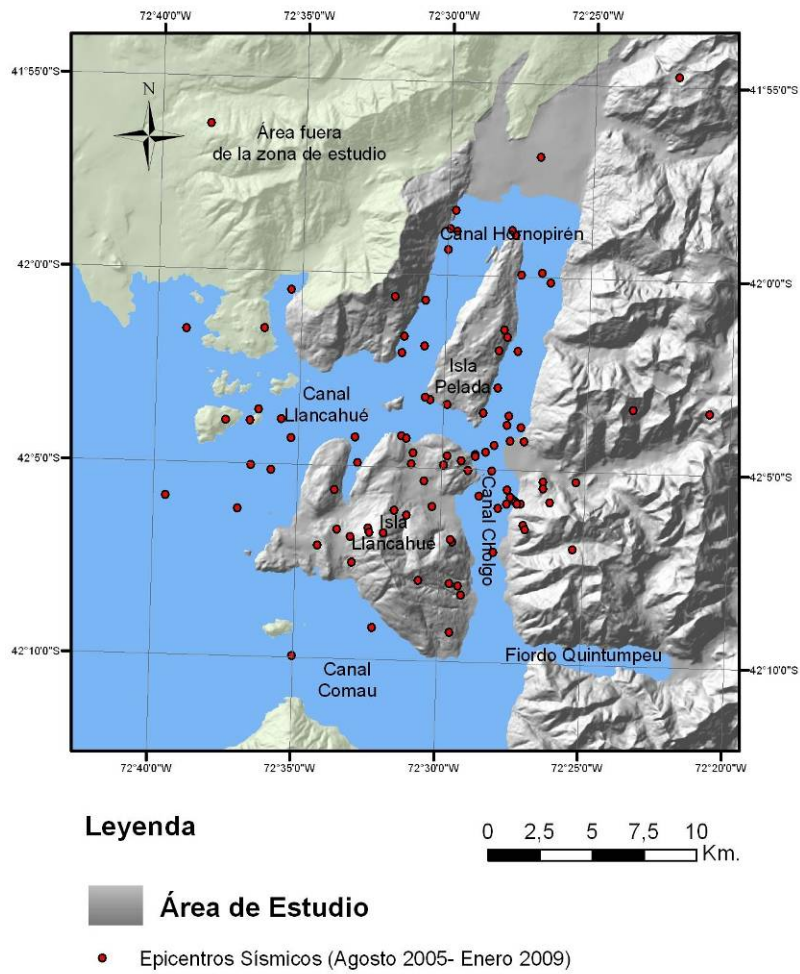 72°35'0"W
72°30'0"W
72°25'0"W
41°55'0"S
41°55'0"S
N
Área fuera
de la zona de estudio
Canal Hornopirén
42°0'0"S
42°0'0"S
Isla
Pelada
Canal
Llancahué
42°5'0"S
42°5'0"S
Canal Cholgo
Isla
Llancahué
42°10'0"S
42°10'0"S
Fiordo Quintumpeu
Canal
Comau
72°40'0"W
72°35'0"W
72°30'0"W
72°25'0"W
72°20'0"W
Leyenda
0 2,5 5 7,5 10
Km.
Área de Estudio
Epicentros Sísmicos (Agosto 2005- Enero 2009)